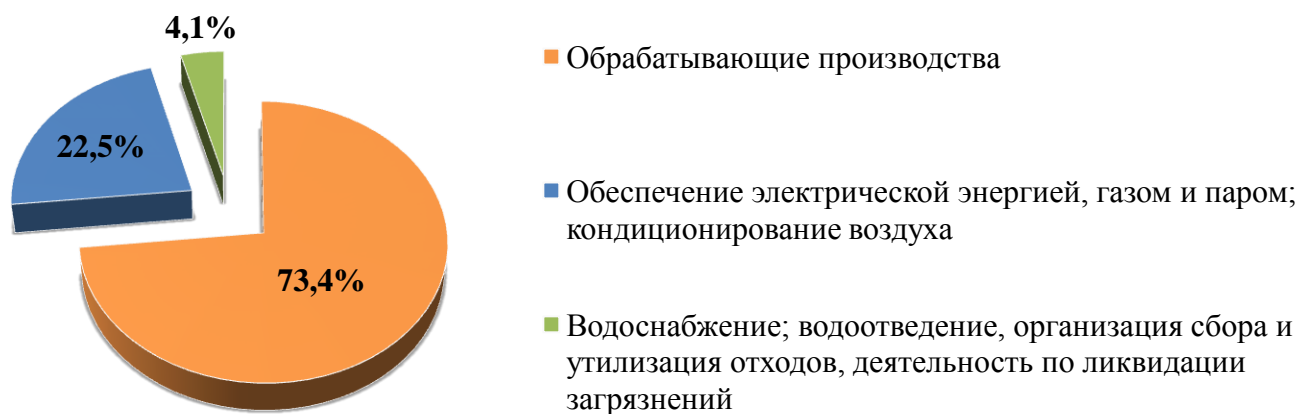 4,1%
22,5%
73,4%
Обрабатывающие производства
Обеспечение электрической энергией, газом и паром;
кондиционирование воздуха
Водоснабжение; водоотведение, организация сбора и
утилизация отходов, деятельность по ликвидации
загрязнений